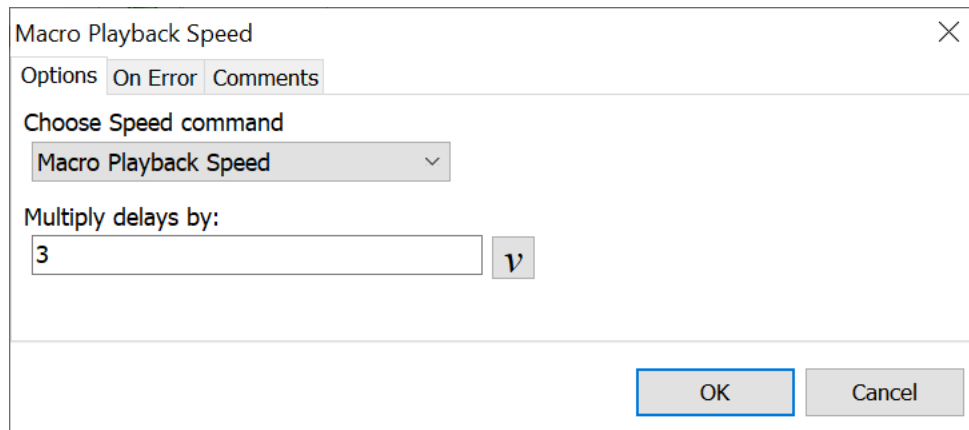 Macro Playback Speed
Options On Error Comments
Choose Speed command
Macro Playback Speed
Multiply delays by:
3 v
OK Cancel